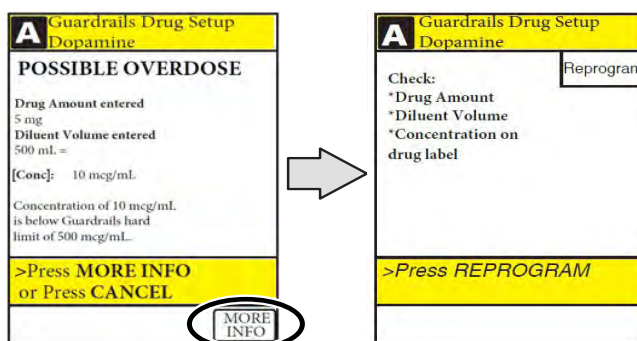 A Guardrails Drug Setup
Dopamine
POSSIBLE OVERDOSE
Drug Amount entered
5 mg
Diluent Volume entered
500 mL =
[Conc]: 10 mcg/mL
Concentration of 10 mcg/mL
is below Guardrails hard
limit of 500 mcg/mL.
>Press MORE INFO
or Press CANCEL
MORE
INFO
A Guardrails Drug Setup
Dopamine
Reprogram
Check:
*Drug Amount
*Diluent Volume
*Concentration on
drug label
>Press REPROGRAM